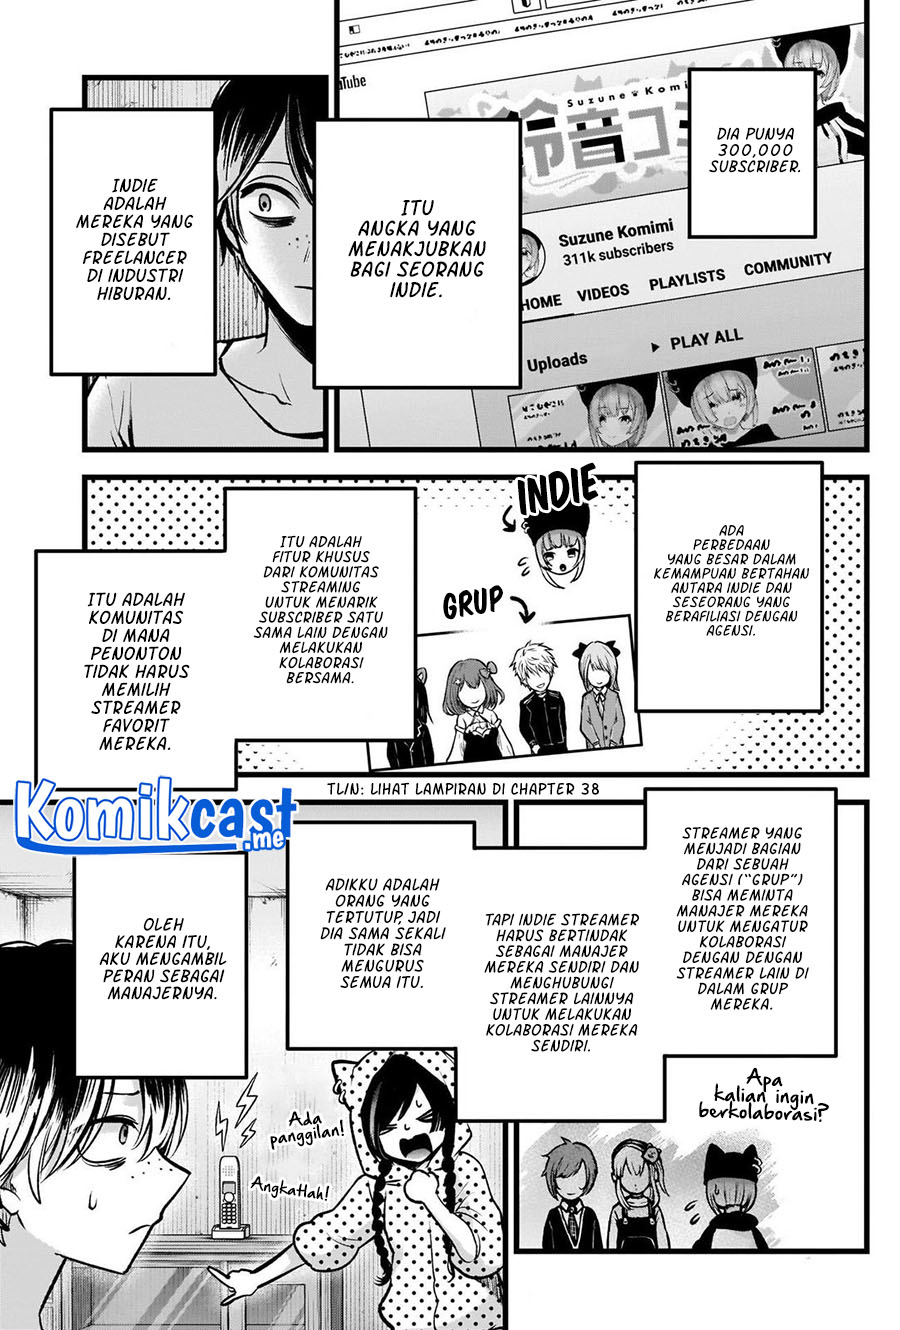 DIA PUNYA
300,000
SUBSCRIBER.
Tube
Suzune Komi
鈴音コ
Suzune Komimi
311k subscribers
HOME VIDEOS PLAYLISTS COMMUNITY
Uploads
PLAY ALL
ITU
ANGKA YANG
MENAKJUBKAN
BAGI SEORANG
INDIE.
INDIE
ADALAH
MEREKA YANG
DISEBUT
FREELANCER
DI INDUSTRI
HIBURAN.
ADA
PERBEDAAN
YANG BESAR DALAM
KEMAMPUAN BERTAHAN
ANTARA INDIE DAN
SESEORANG YANG
BERAFILIASI DENGAN
AGENSI.
INDIE
GRUP
ITU ADALAH
FITUR KHUSUS
DARI KOMUNITAS
STREAMING
UNTUK MENARIK
SUBSCRIBER SATU
SAMA LAIN DENGAN
MELAKUKAN
KOLABORASI
BERSAMA.
ITU ADALAH
KOMUNITAS
DI MANA
PENONTON
TIDAK HARUS
MEMILIH
STREAMER
FAVORIT
MEREKA.
TL/N: LIHAT LAMPIRAN DI CHAPTER 38
Komikcast
.me
STREAMER YANG
MENJADI BAGIAN
DARI SEBUAH
AGENSI ("GRUP")
BISA MEMINTA
MANAJER MEREKA
UNTUK MENGATUR
KOLABORASI
DENGAN DENGAN
STREAMER LAIN DI
DALAM GRUP
MEREKA.
TAPI INDIE STREAMER
HARUS BERTINDAK
SEBAGAI MANAJER
MEREKA SENDIRI DAN
MENGHUBUNGI
STREAMER LAINNYA
UNTUK MELAKUKAN
KOLABORASI MEREKA
SENDIRI.
Apa
kalian ingin
berkolaborasi?
ADIKKU ADALAH
ORANG YANG
TERTUTUP, JADI
DIA SAMA SEKALI
TIDAK BISA
MENGURUS
SEMUA ITU.
OLEH
KARENA ITU,
AKU MENGAMBIL
PERAN SEBAGAI
MANAJERNYA.
Ada
panggilan!
Angkatlah!